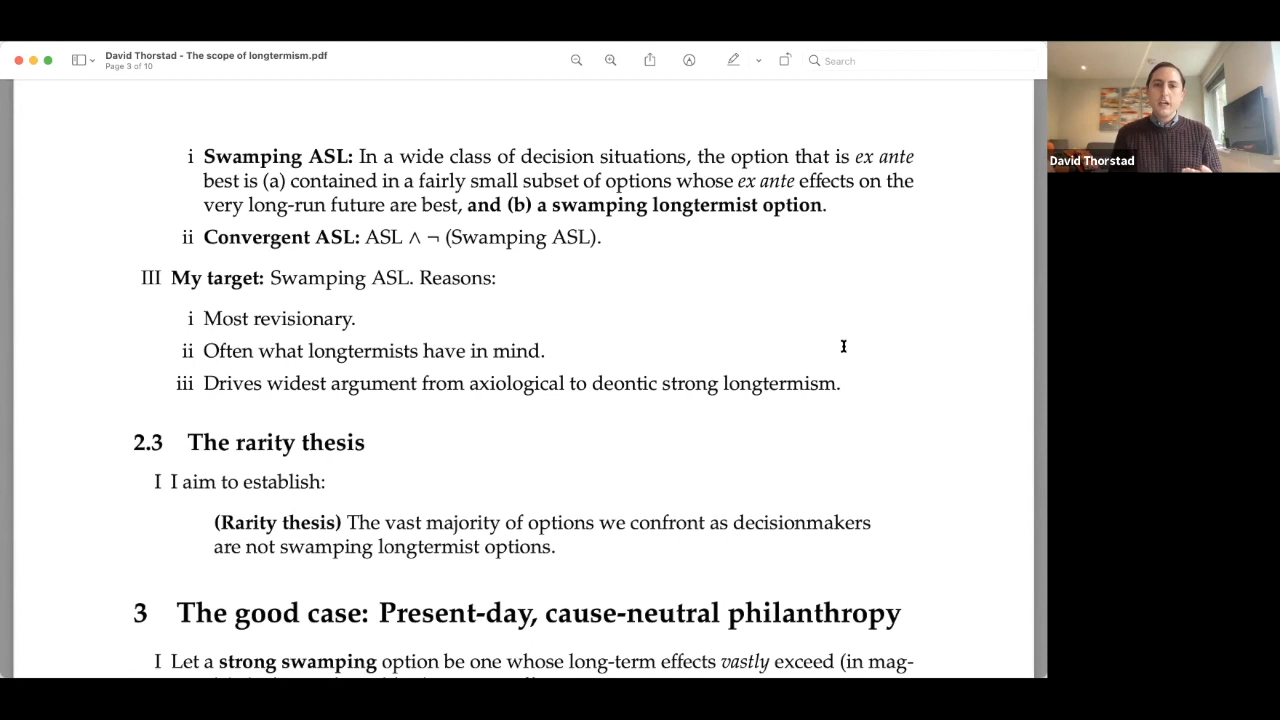 David Thorstad - The scope of longtermism.pdf
Page 3 of 10
Search
David Thorstad
i Swamping ASL: In a wide class of decision situations, the option that is ex ante
best is (a) contained in a fairly small subset of options whose ex ante effects on the
very long-run future are best, and (b) a swamping longtermist option.
ii Convergent ASL: ASL ∧ ¬ (Swamping ASL).
III My target: Swamping ASL. Reasons:
i Most revisionary.
ii Often what longtermists have in mind.
iii Drives widest argument from axiological to deontic strong longtermism.
2.3 The rarity thesis
I I aim to establish:
(Rarity thesis) The vast majority of options we confront as decisionmakers
are not swamping longtermist options.
3 The good case: Present-day, cause-neutral philanthropy
I Let a strong swamping option be one whose long-term effects vastly exceed (in mag-